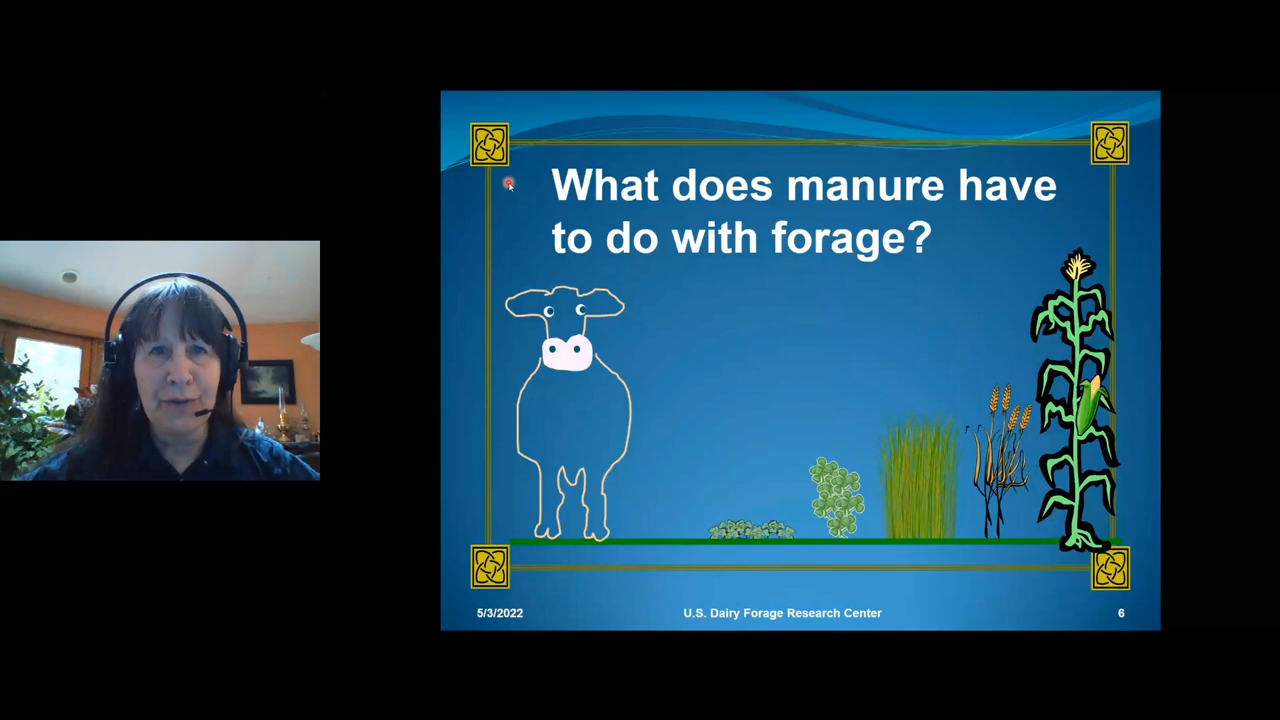 What does manure have
to do with forage?
5/3/2022
U.S. Dairy Forage Research Center
6